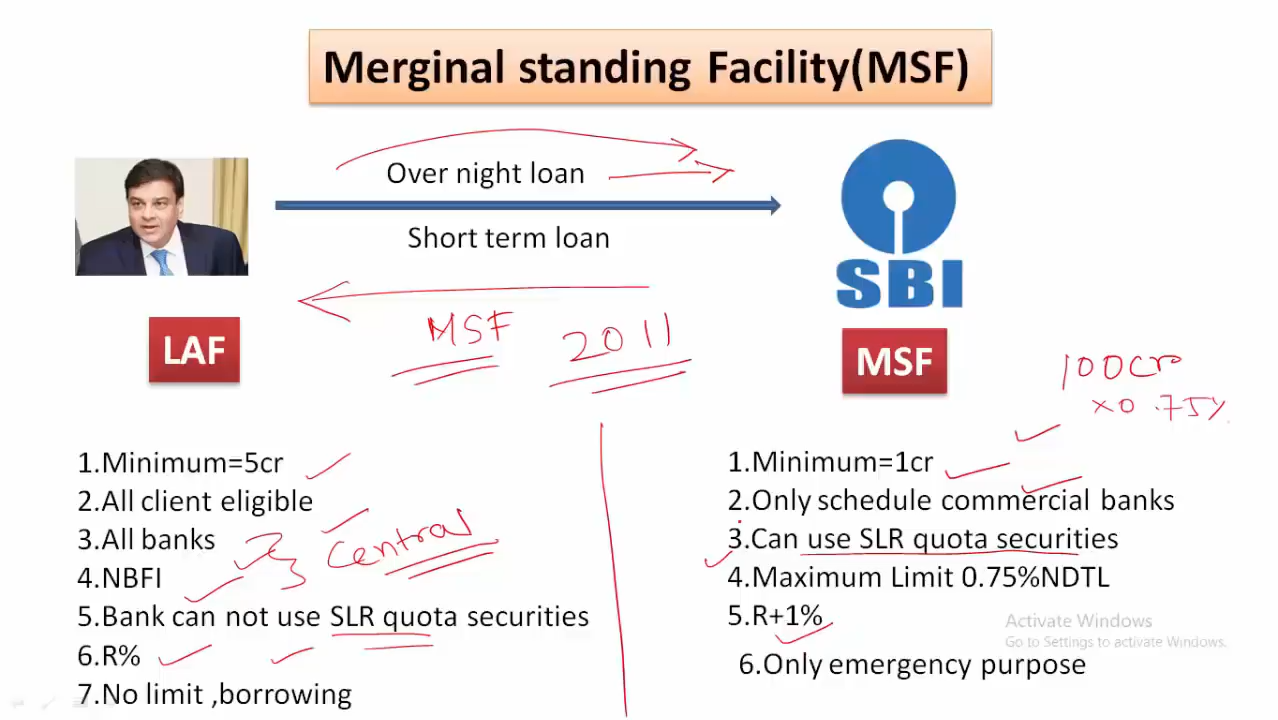 Merginal standing Facility(MSF)
Over night loan
Short term loan
SBI
LAF
MSF 2011
MSF
100cr
×0.75%
1.Minimum=5cr
2.All client eligible
3.All banks
4.NBFI
Central
5.Bank can not use SLR quota securities
6.R%
7.No limit ,borrowing
1.Minimum=1cr
2.Only schedule commercial banks
3.Can use SLR quota securities
4.Maximum Limit 0.75%NDTL
5.R+1%
6.Only emergency purpose
Activate Windows
Go to Settings to activate Windows.